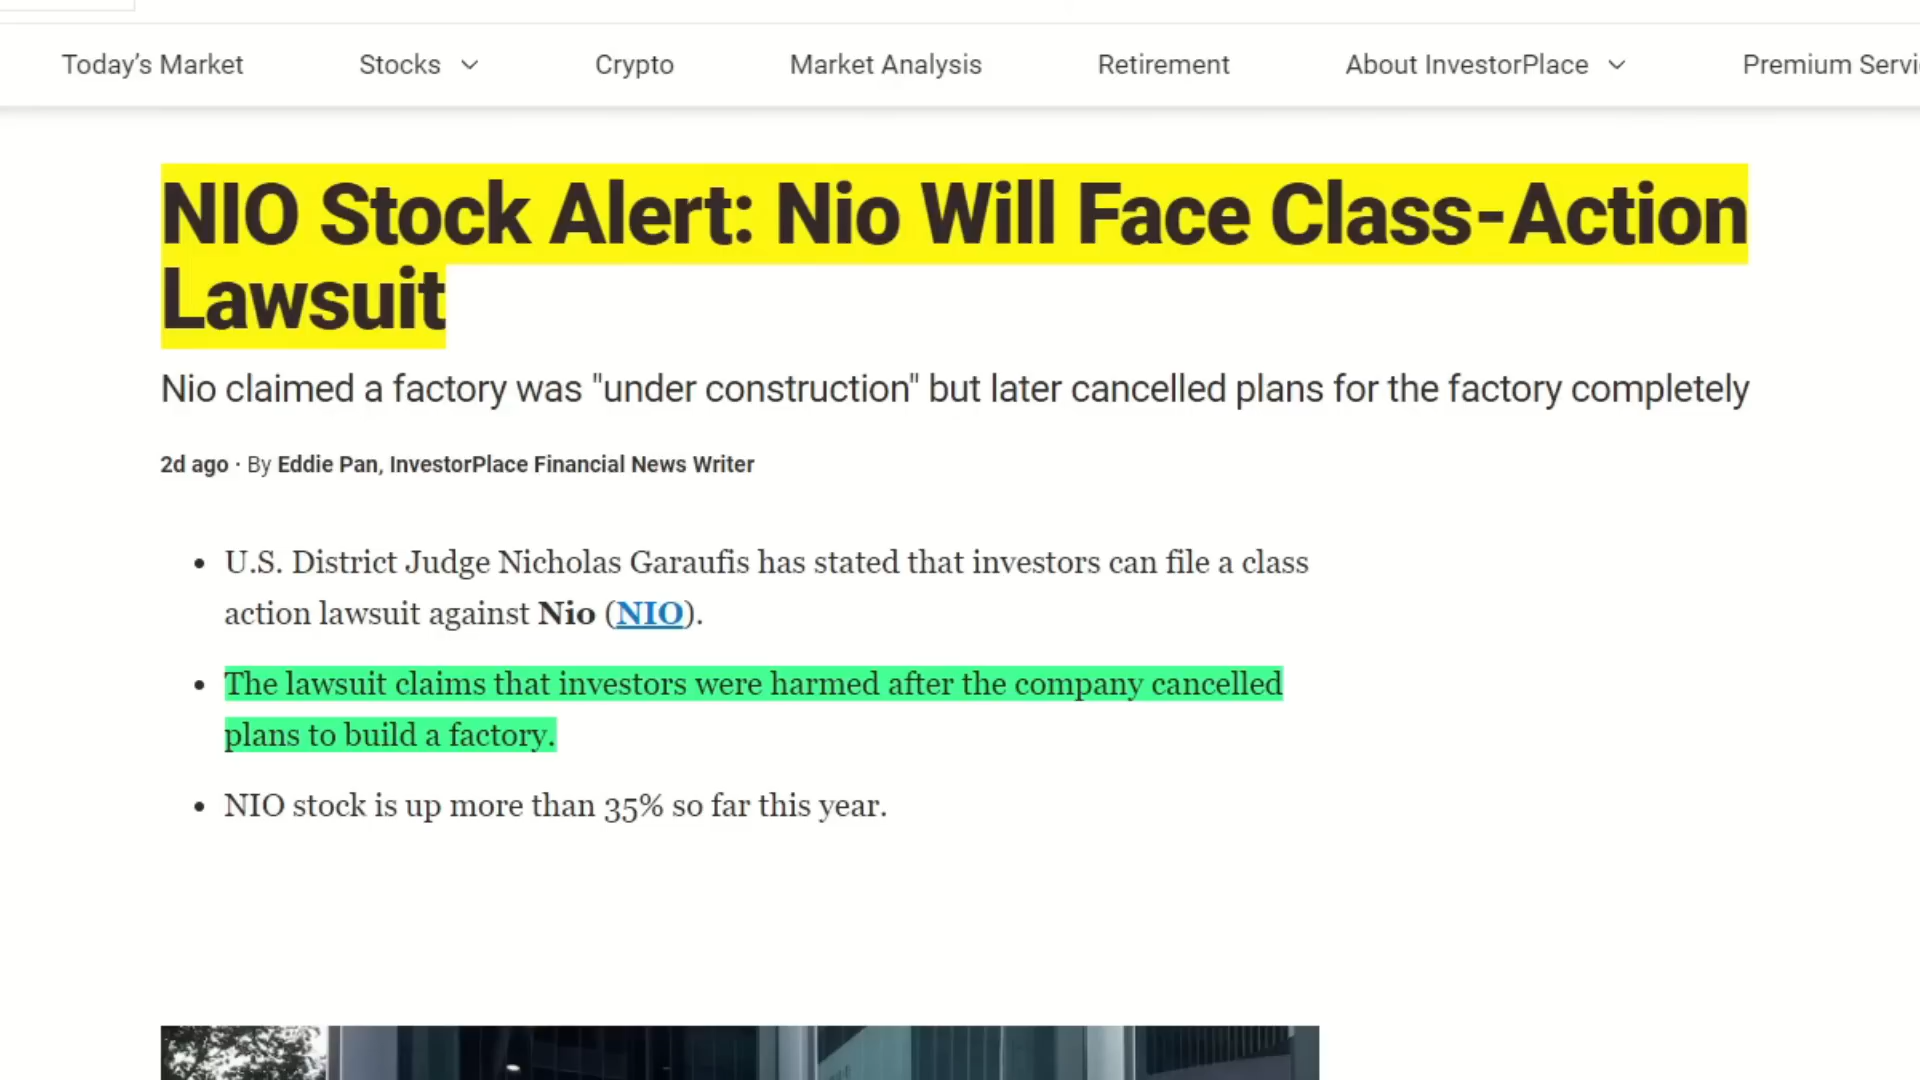 Today’s Market Stocks Crypto Market Analysis Retirement About InvestorPlace Premium
NIO Stock Alert: Nio Will Face Class-Action
Lawsuit
Nio claimed a factory was "under construction" but later cancelled plans for the factory completely
2d ago · By Eddie Pan, InvestorPlace Financial News Writer
• U.S. District Judge Nicholas Garaufis has stated that investors can file a class
action lawsuit against Nio (NIO).
• The lawsuit claims that investors were harmed after the company cancelled
plans to build a factory.
• NIO stock is up more than 35% so far this year.